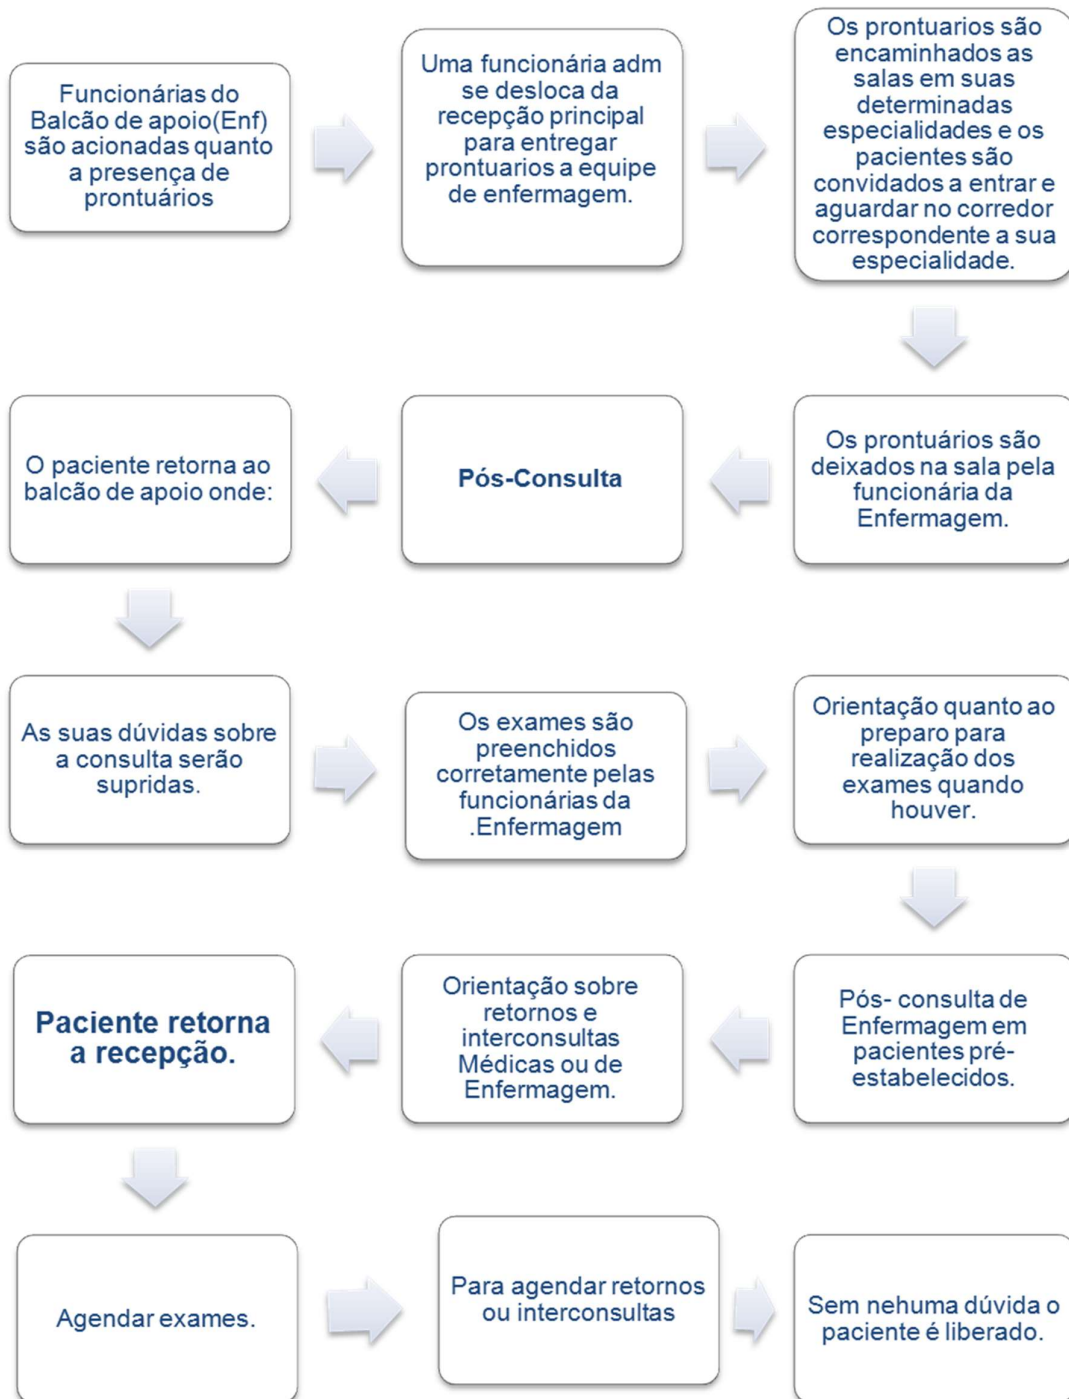 Funcionárias do
Balcão de apoio(Enf)
são acionadas quanto
a presença de
prontuários
Uma funcionária adm
se desloca da
recepção principal
para entregar
prontuarios a equipe
de enfermagem.
Os prontuarios são
encaminhados as
salas em suas
determinadas
especialidades e os
pacientes são
convidados a entrar e
aguardar no corredor
correspondente a sua
especialidade.
Os prontuários são
deixados na sala pela
funcionária da
Enfermagem.
Pós-Consulta
O paciente retorna ao
balcão de apoio onde:
As suas dúvidas sobre
a consulta serão
supridas.
Os exames são
preenchidos
corretamente pelas
funcionárias da
.Enfermagem
Orientação quanto ao
preparo para
realização dos
exames quando
houver.
Pós- consulta de
Enfermagem em
pacientes pré-
estabelecidos.
Orientação sobre
retornos e
interconsultas
Médicas ou de
Enfermagem.
Paciente retorna
a recepção.
Agendar exames.
Para agendar retornos
ou interconsultas
Sem nehuma dúvida o
paciente é liberado.